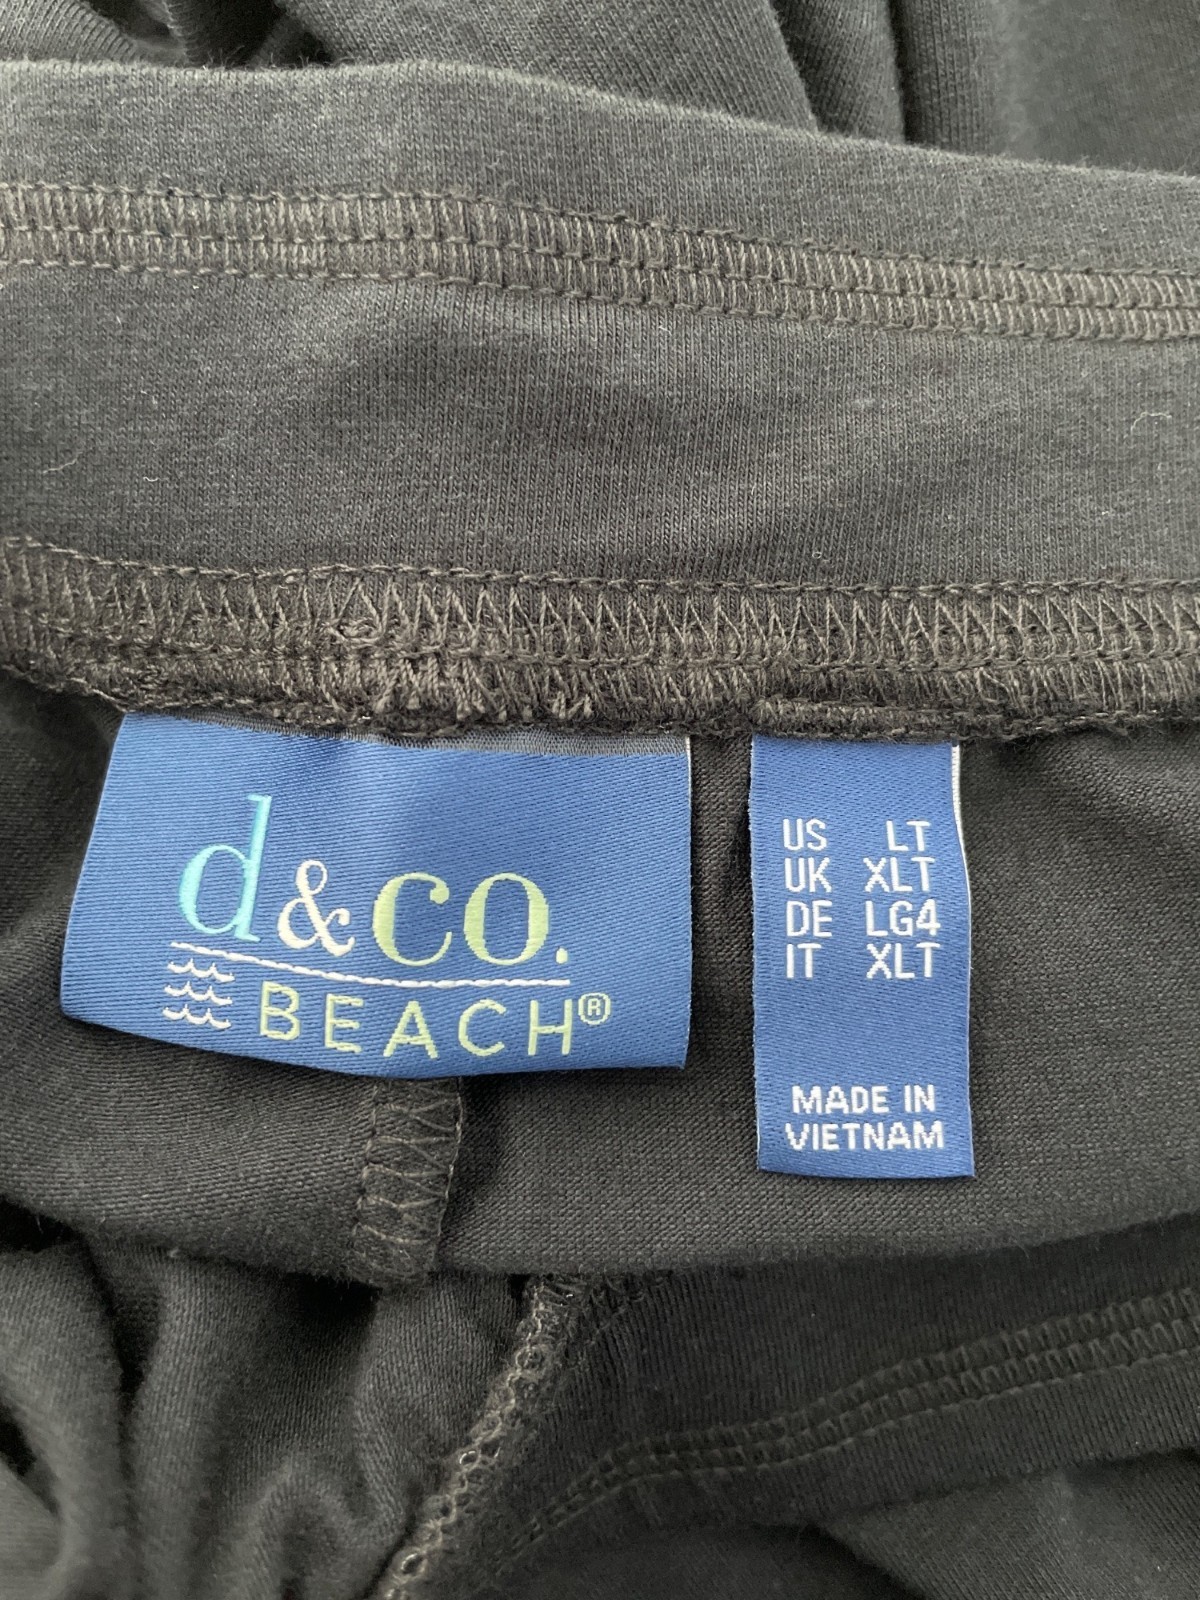 d&co.
BEACH®
US LT
UK XLT
DE LG4
IT XLT
MADE IN
VIETNAM